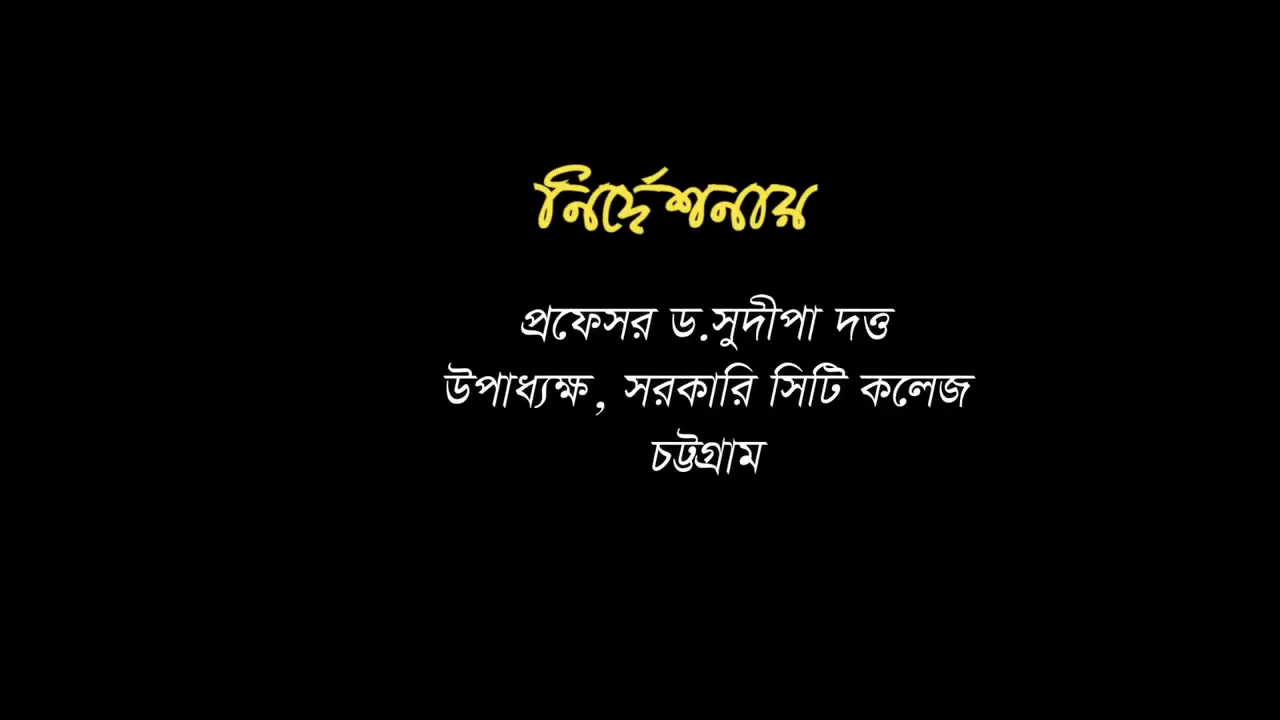 নির্দেশনায়
প্রফেসর ড.সুদীপা দত্ত
উপাধ্যক্ষ, সরকারি সিটি কলেজ
চট্টগ্রাম